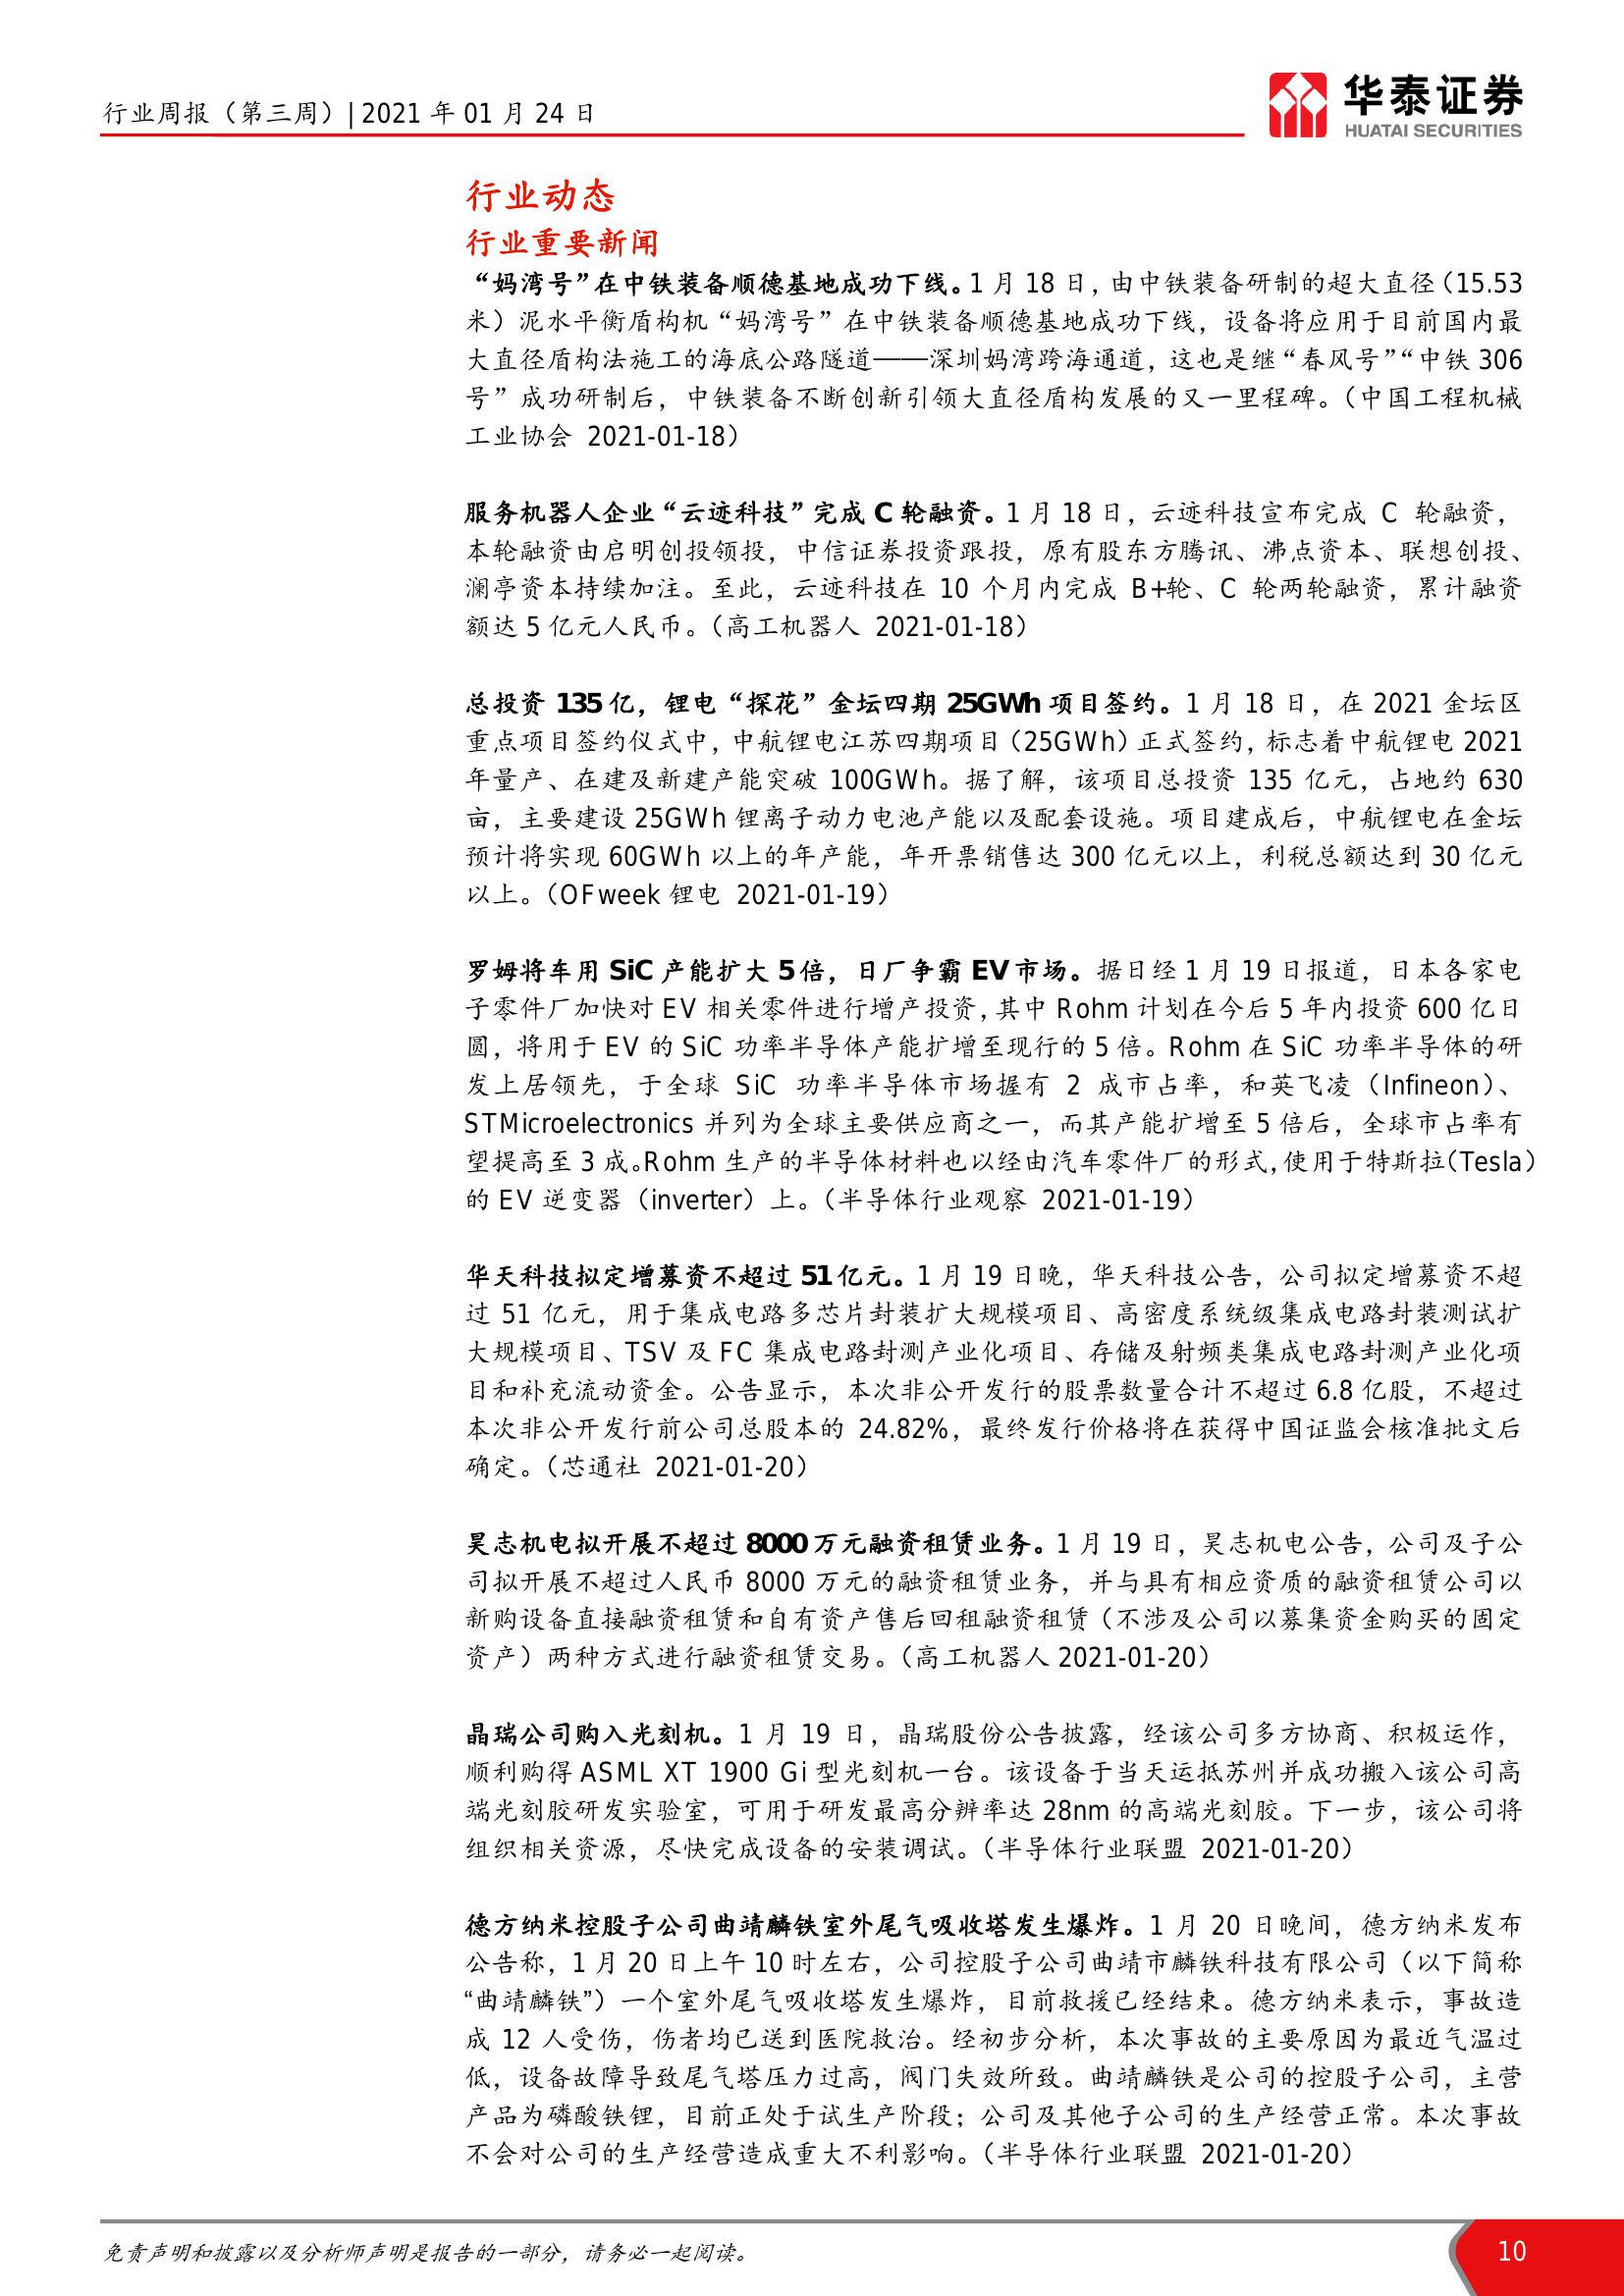 行业周报（第三周）| 2021 年 01 月 24 日
华泰证券
HUATAI SECURITIES
行业动态
行业重要新闻
“妈湾号”在中铁装备顺德基地成功下线。1 月 18 日，由中铁装备研制的超大直径（15.53
米）泥水平衡盾构机“妈湾号”在中铁装备顺德基地成功下线，设备将应用于目前国内最
大直径盾构法施工的海底公路隧道——深圳妈湾跨海通道，这也是继“春风号”“中铁 306
号”成功研制后，中铁装备不断创新引领大直径盾构发展的又一里程碑。（中国工程机械
工业协会 2021-01-18）
服务机器人企业“云迹科技”完成 C 轮融资。1 月 18 日，云迹科技宣布完成 C 轮融资，
本轮融资由启明创投领投，中信证券投资跟投，原有股东方腾讯、沸点资本、联想创投、
澜亭资本持续加注。至此，云迹科技在 10 个月内完成 B+轮、C 轮两轮融资，累计融资
额达 5 亿元人民币。（高工机器人 2021-01-18）
总投资 135 亿，锂电“探花”金坛四期 25GWh 项目签约。1 月 18 日，在 2021 金坛区
重点项目签约仪式中，中航锂电江苏四期项目（25GWh）正式签约，标志着中航锂电 2021
年量产、在建及新建产能突破 100GWh。据了解，该项目总投资 135 亿元，占地约 630
亩，主要建设 25GWh 锂离子动力电池产能以及配套设施。项目建成后，中航锂电在金坛
预计将实现 60GWh 以上的年产能，年开票销售达 300 亿元以上，利税总额达到 30 亿元
以上。（OFweek 锂电 2021-01-19）
罗姆将车用 SiC 产能扩大 5 倍，日厂争霸 EV 市场。据日经 1 月 19 日报道，日本各家电
子零件厂加快对 EV 相关零件进行增产投资，其中 Rohm 计划在今后 5 年内投资 600 亿日
圆，将用于 EV 的 SiC 功率半导体产能扩增至现行的 5 倍。Rohm 在 SiC 功率半导体的研
发上居领先，于全球 SiC 功率半导体市场握有 2 成市占率，和英飞凌（Infineon）、
STMicroelectronics 并列为全球主要供应商之一，而其产能扩增至 5 倍后，全球市占率有
望提高至 3 成。Rohm 生产的半导体材料也以经由汽车零件厂的形式，使用于特斯拉（Tesla）
的 EV 逆变器（inverter）上。（半导体行业观察 2021-01-19）
华天科技拟定增募资不超过 51 亿元。1 月 19 日晚，华天科技公告，公司拟定增募资不超
过 51 亿元，用于集成电路多芯片封装扩大规模项目、高密度系统级集成电路封装测试扩
大规模项目、TSV 及 FC 集成电路封测产业化项目、存储及射频类集成电路封测产业化项
目和补充流动资金。公告显示，本次非公开发行的股票数量合计不超过 6.8 亿股，不超过
本次非公开发行前公司总股本的 24.82%，最终发行价格将在获得中国证监会核准批文后
确定。（芯通社 2021-01-20）
昊志机电拟开展不超过 8000 万元融资租赁业务。1 月 19 日，昊志机电公告，公司及子公
司拟开展不超过人民币 8000 万元的融资租赁业务，并与具有相应资质的融资租赁公司以
新购设备直接融资租赁和自有资产售后回租融资租赁（不涉及公司以募集资金购买的固定
资产）两种方式进行融资租赁交易。（高工机器人 2021-01-20）
晶瑞公司购入光刻机。1 月 19 日，晶瑞股份公告披露，经该公司多方协商、积极运作，
顺利购得 ASML XT 1900 Gi 型光刻机一台。该设备于当天运抵苏州并成功搬入该公司高
端光刻胶研发实验室，可用于研发最高分辨率达 28nm 的高端光刻胶。下一步，该公司将
组织相关资源，尽快完成设备的安装调试。（半导体行业联盟 2021-01-20）
德方纳米控股子公司曲靖麟铁室外尾气吸收塔发生爆炸。1 月 20 日晚间，德方纳米发布
公告称，1 月 20 日上午 10 时左右，公司控股子公司曲靖市麟铁科技有限公司（以下简称
“曲靖麟铁”）一个室外尾气吸收塔发生爆炸，目前救援已经结束。德方纳米表示，事故造
成 12 人受伤，伤者均已送到医院救治。经初步分析，本次事故的主要原因为最近气温过
低，设备故障导致尾气塔压力过高，阀门失效所致。曲靖麟铁是公司的控股子公司，主营
产品为磷酸铁锂，目前正处于试生产阶段；公司及其他子公司的生产经营正常。本次事故
不会对公司的生产经营造成重大不利影响。（半导体行业联盟 2021-01-20）
免责声明和披露以及分析师声明是报告的一部分，请务必一起阅读。
10